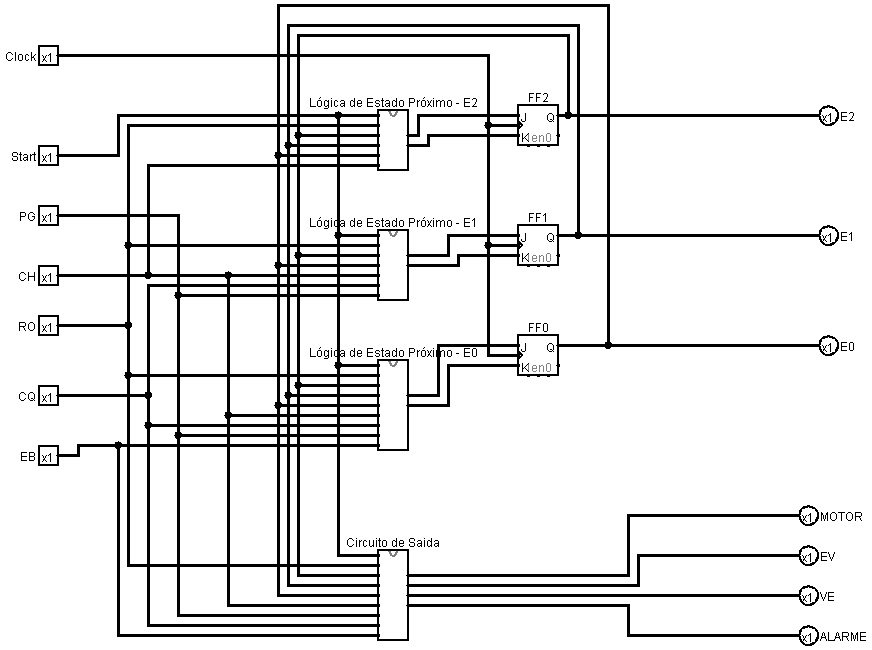 Clock x1
Start x1
PG x1
CH x1
RO x1
CQ x1
EB x1
Lógica de Estado Próximo - E2
FF2
J Q
K en0
x1 E2
Lógica de Estado Próximo - E1
FF1
J Q
K en0
x1 E1
Lógica de Estado Próximo - E0
FF0
J Q
K en0
x1 E0
Circuito de Saida
x1 MOTOR
x1 EV
x1 VE
x1 ALARME